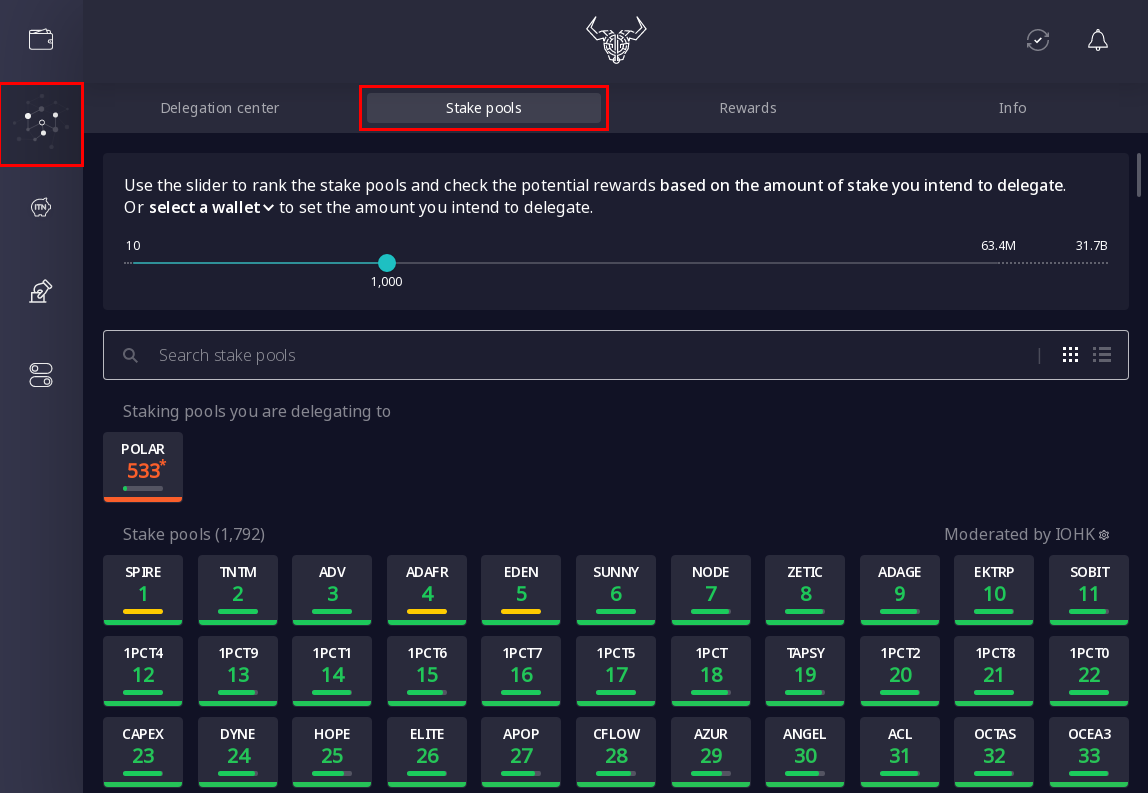 Delegation center Stake pools Rewards Info
ITN
Use the slider to rank the stake pools and check the potential rewards based on the amount of stake you intend to delegate.
Or select a wallet to set the amount you intend to delegate.
10 63.4M 31.7B
1,000
Search stake pools
Staking pools you are delegating to
POLAR
533*
Stake pools (1,792) Moderated by IOHK
SPIRE TNTM ADV ADAFR EDEN SUNNY NODE ZETIC ADAGE EKTRP SOBIT
1 2 3 4 5 6 7 8 9 10 11
1PCT4 1PCT9 1PCT1 1PCT6 1PCT7 1PCT5 1PCT TAPSY 1PCT2 1PCT8 1PCT0
12 13 14 15 16 17 18 19 20 21 22
CAPEX DYNE HOPE ELITE APOP CFLOW AZUR ANGEL ACL OCTAS OCEA3
23 24 25 26 27 28 29 30 31 32 33